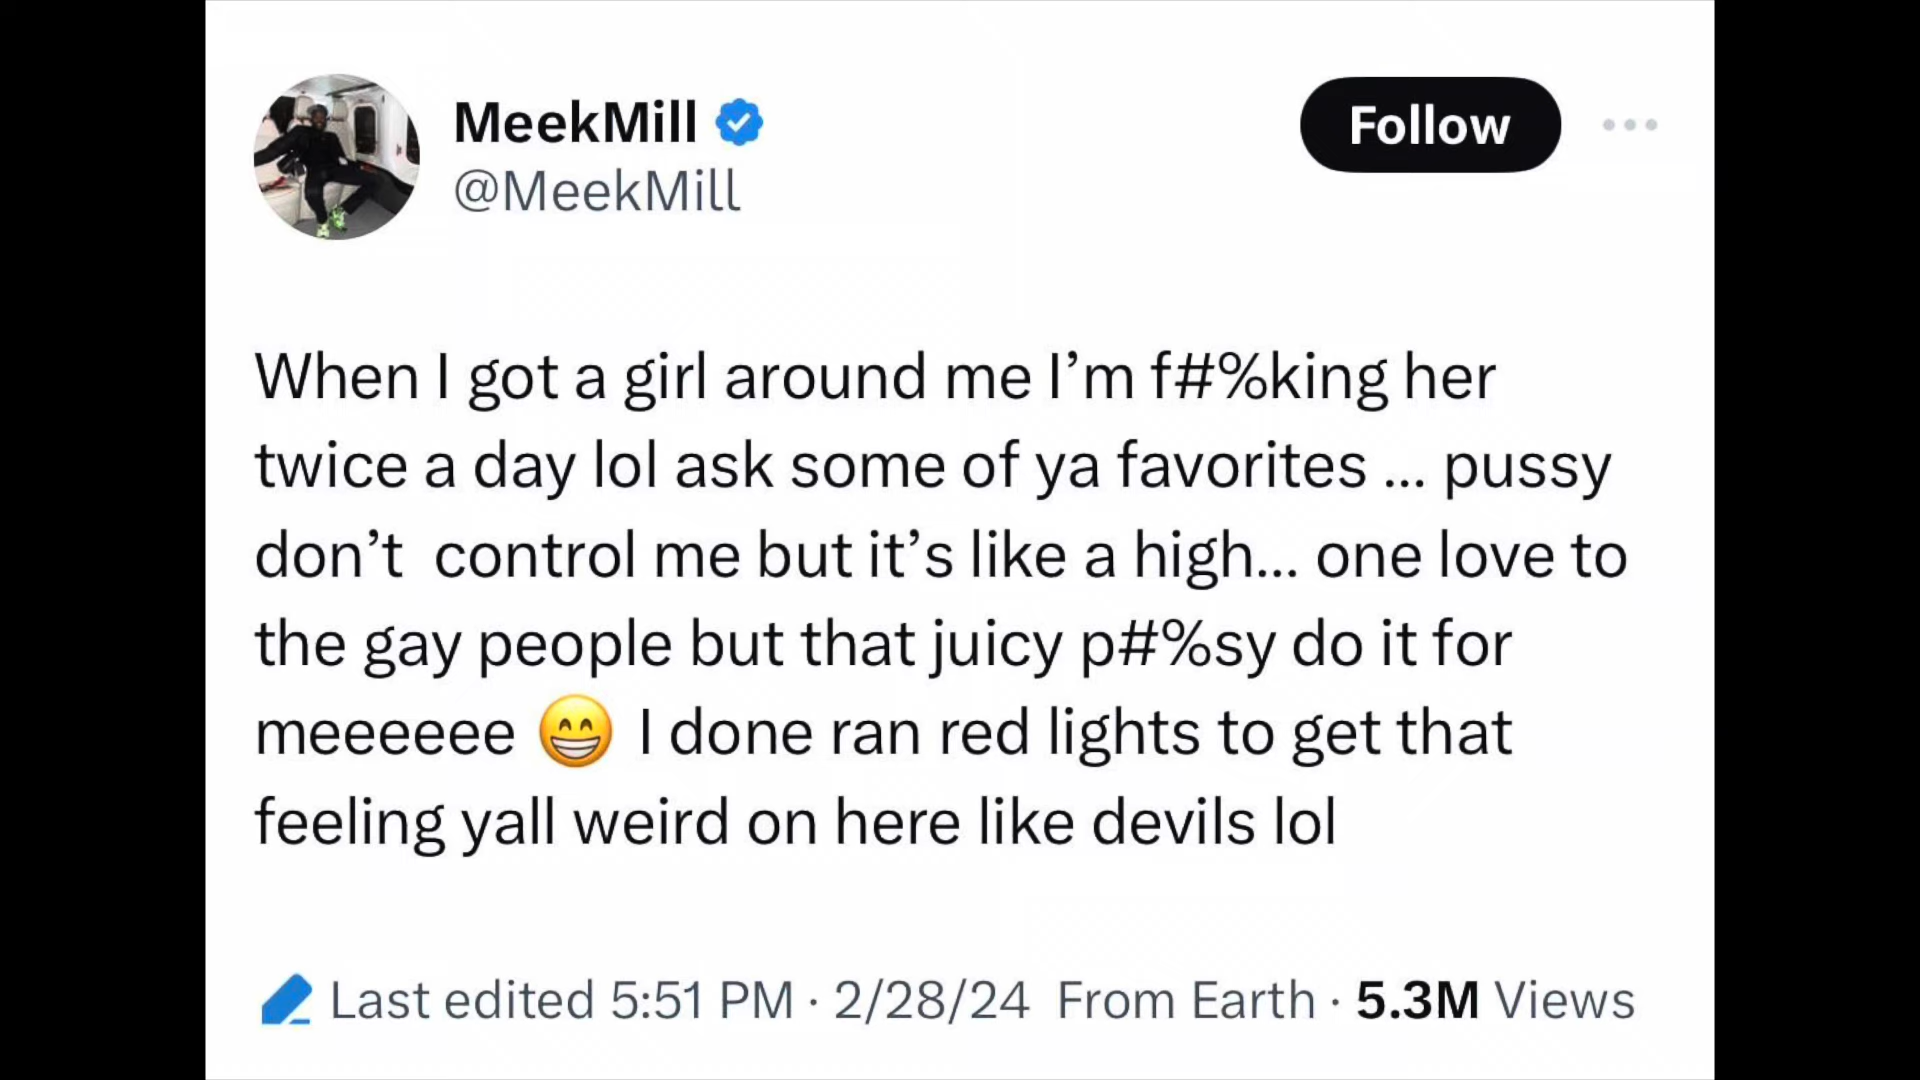 MeekMill
@MeekMill
Follow
When I got a girl around me I’m f#%king her
twice a day lol ask some of ya favorites ... pussy
don’t  control me but it’s like a high... one love to
the gay people but that juicy p#%sy do it for
meeeeee 😁 I done ran red lights to get that
feeling yall weird on here like devils lol
Last edited 5:51 PM · 2/28/24 From Earth · 5.3M Views